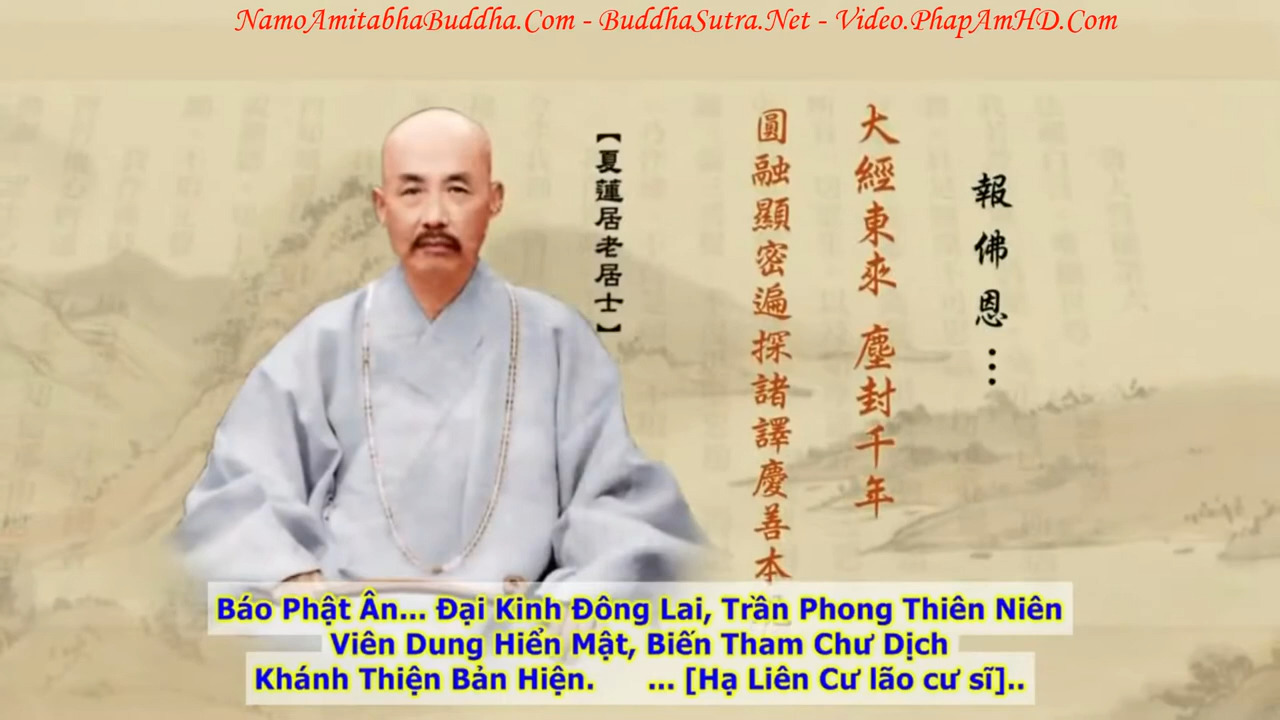 NamoAmitabhaBuddha.Com - BuddhaSutra.Net - Video.PhapAmHD.Com
報佛恩…
大經東來 塵封千年
圓融顯密遍探諸譯慶善本
【夏蓮居老居士】
Báo Phật Ân... Đại Kinh Đông Lai, Trần Phong Thiên Niên
Viên Dung Hiển Mật, Biến Tham Chư Dịch
Khánh Thiện Bản Hiện. ... [Hạ Liên Cư lão cư sĩ]..